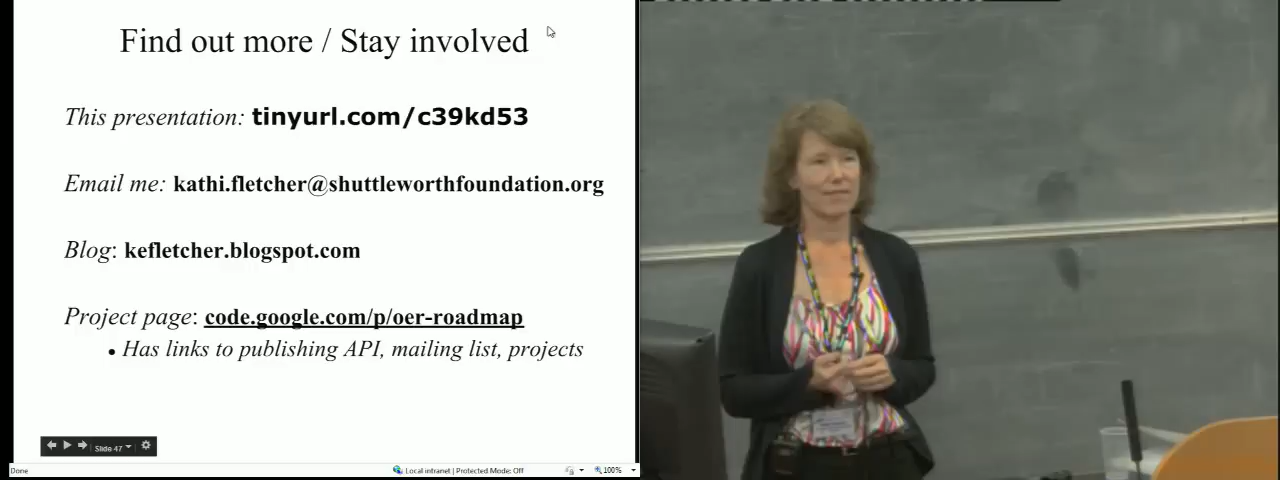 Find out more / Stay involved
This presentation: tinyurl.com/c39kd53
Email me: kathi.fletcher@shuttleworthfoundation.org
Blog: kefletcher.blogspot.com
Project page: code.google.com/p/oer-roadmap
• Has links to publishing API, mailing list, projects
Slide 47
Done
Local intranet | Protected Mode: Off
100%